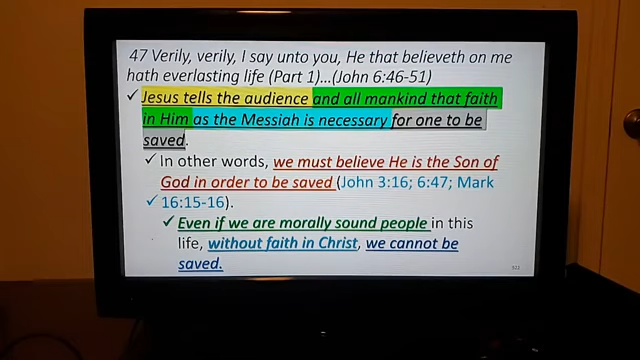 47 Verily, verily, I say unto you, He that believeth on me
hath everlasting life (Part 1)…(John 6:46-51)
✓ Jesus tells the audience and all mankind that faith
in Him as the Messiah is necessary for one to be
saved.
✓ In other words, we must believe He is the Son of
God in order to be saved (John 3:16; 6:47; Mark
✓ 16:15-16).
✓ Even if we are morally sound people in this
life, without faith in Christ, we cannot be
saved.